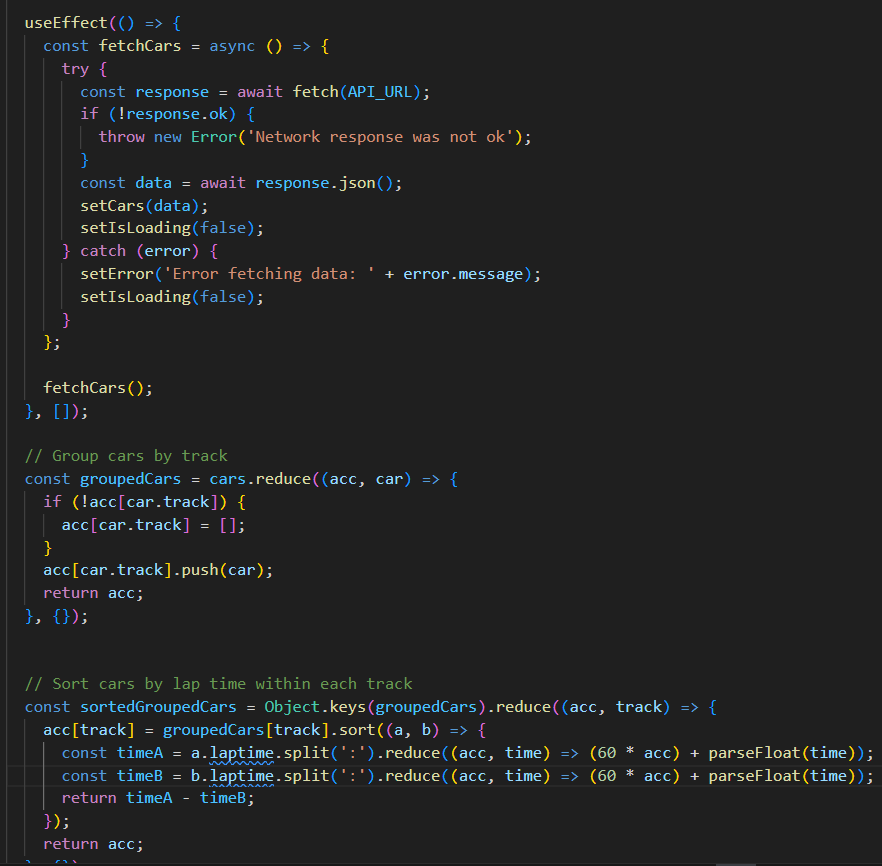 useEffect(() => {
  const fetchCars = async () => {
    try {
      const response = await fetch(API_URL);
      if (!response.ok) {
        throw new Error('Network response was not ok');
      }
      const data = await response.json();
      setCars(data);
      setIsLoading(false);
    } catch (error) {
      setError('Error fetching data: ' + error.message);
      setIsLoading(false);
    }
  };

  fetchCars();
}, []);

// Group cars by track
const groupedCars = cars.reduce((acc, car) => {
  if (!acc[car.track]) {
    acc[car.track] = [];
  }
  acc[car.track].push(car);
  return acc;
}, {});

// Sort cars by lap time within each track
const sortedGroupedCars = Object.keys(groupedCars).reduce((acc, track) => {
  acc[track] = groupedCars[track].sort((a, b) => {
    const timeA = a.laptime.split(':').reduce((acc, time) => (60 * acc) + parseFloat(time));
    const timeB = b.laptime.split(':').reduce((acc, time) => (60 * acc) + parseFloat(time));
    return timeA - timeB;
  });
  return acc;